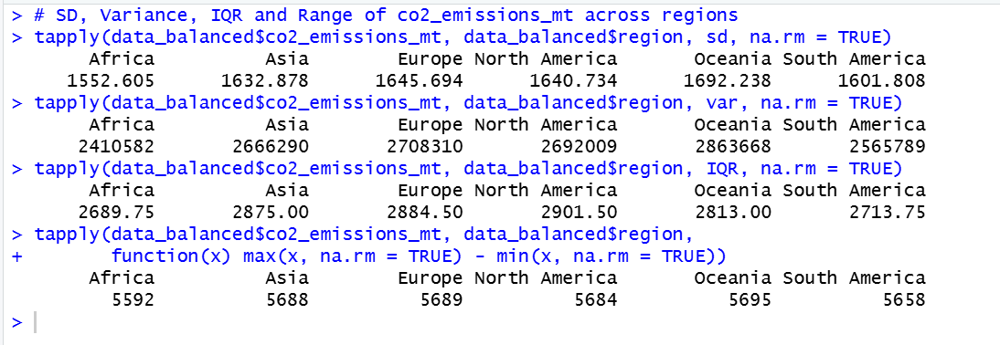 > # SD, Variance, IQR and Range of co2_emissions_mt across regions
> tapply(data_balanced$co2_emissions_mt, data_balanced$region, sd, na.rm = TRUE)
       Africa          Asia        Europe North America       Oceania South America
     1552.605      1632.878      1645.694      1640.734      1692.238      1601.808
> tapply(data_balanced$co2_emissions_mt, data_balanced$region, var, na.rm = TRUE)
       Africa          Asia        Europe North America       Oceania South America
      2410582       2666290       2708310       2692009       2863668       2565789
> tapply(data_balanced$co2_emissions_mt, data_balanced$region, IQR, na.rm = TRUE)
       Africa          Asia        Europe North America       Oceania South America
      2689.75       2875.00       2884.50       2901.50       2813.00       2713.75
> tapply(data_balanced$co2_emissions_mt, data_balanced$region,
+        function(x) max(x, na.rm = TRUE) - min(x, na.rm = TRUE))
       Africa          Asia        Europe North America       Oceania South America
         5592          5688          5689          5684          5695          5658
>